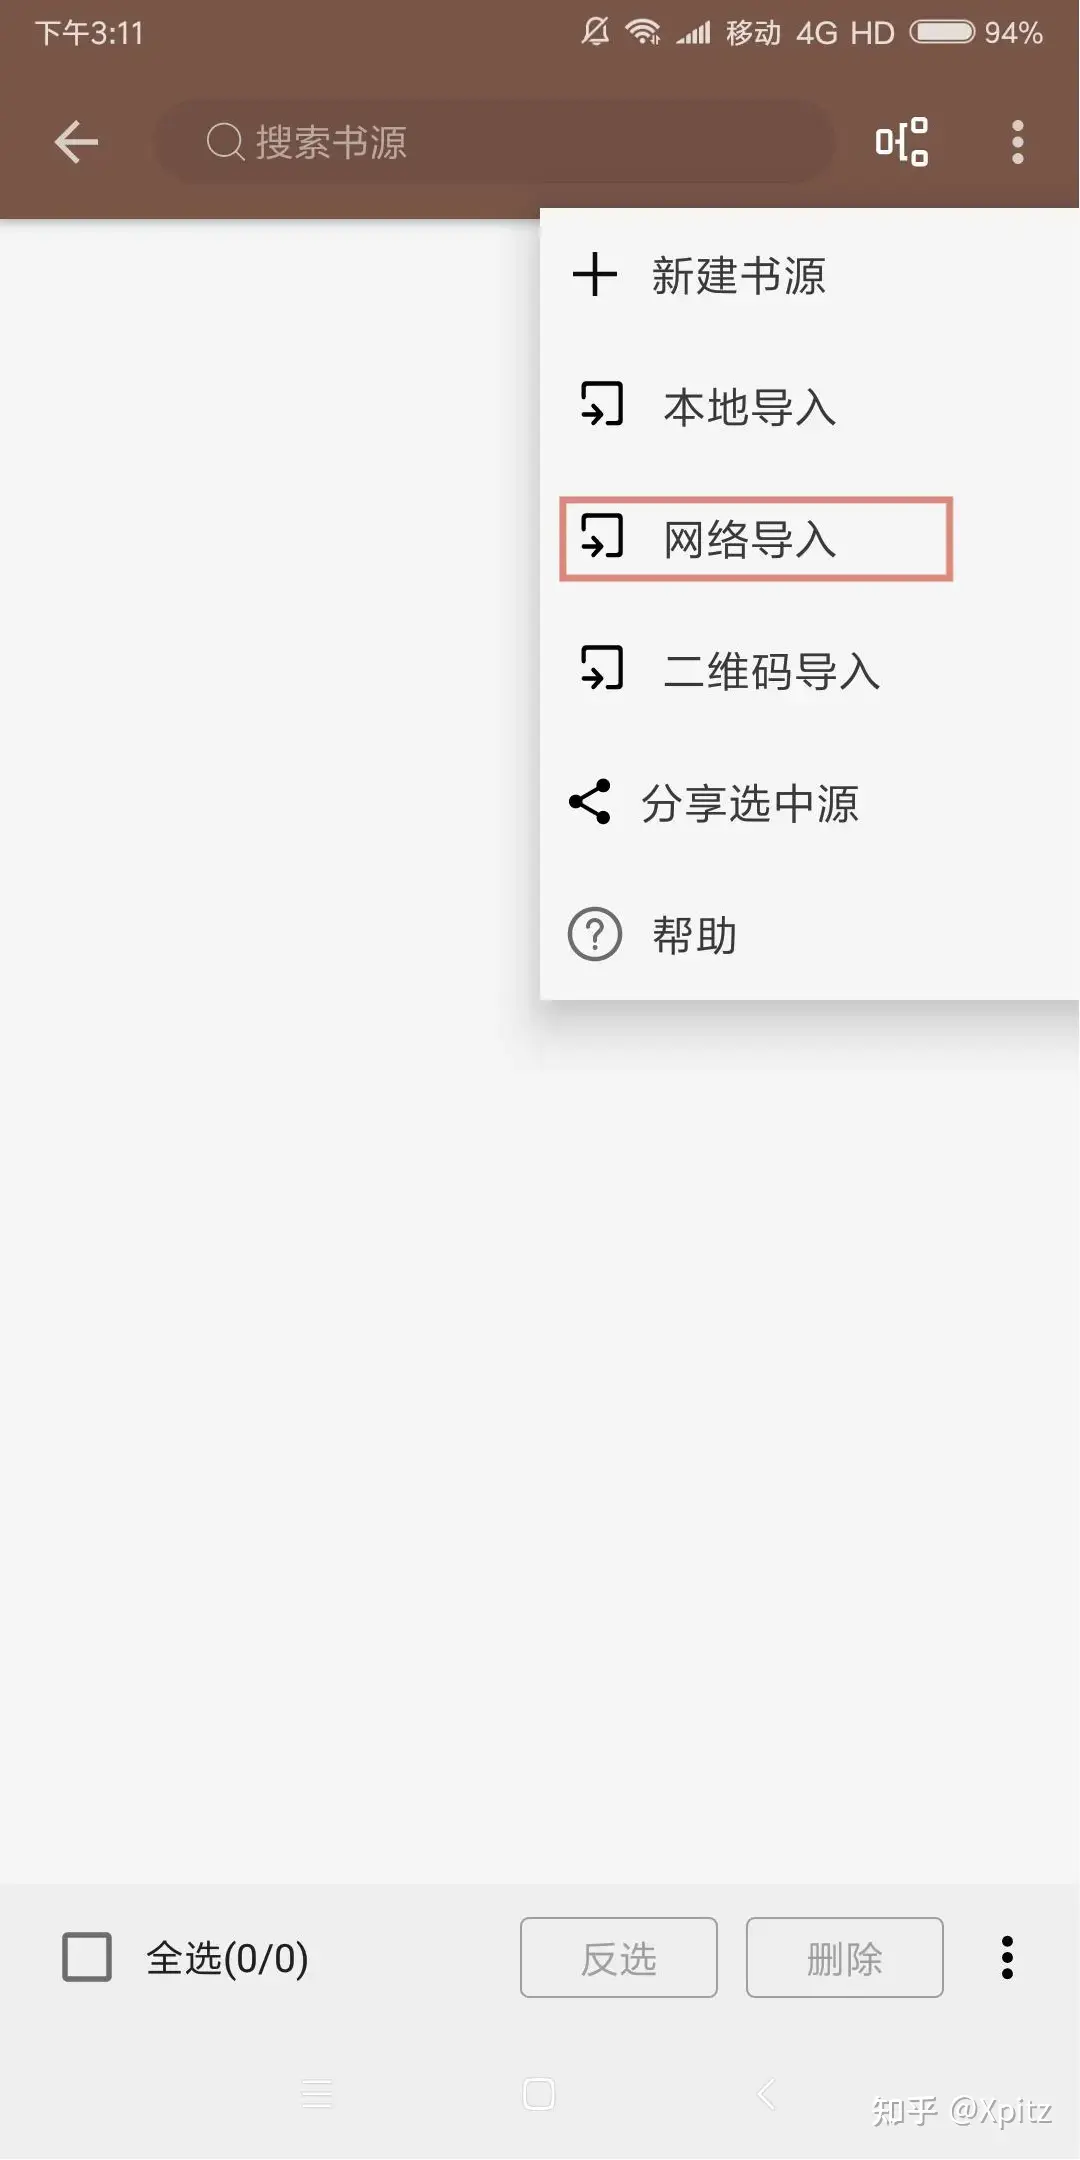 下午3:11
移动 4G HD 94%
搜索书源
新建书源
本地导入
网络导入
二维码导入
分享选中源
帮助
全选(0/0)
反选
删除
知乎 @Xpitz